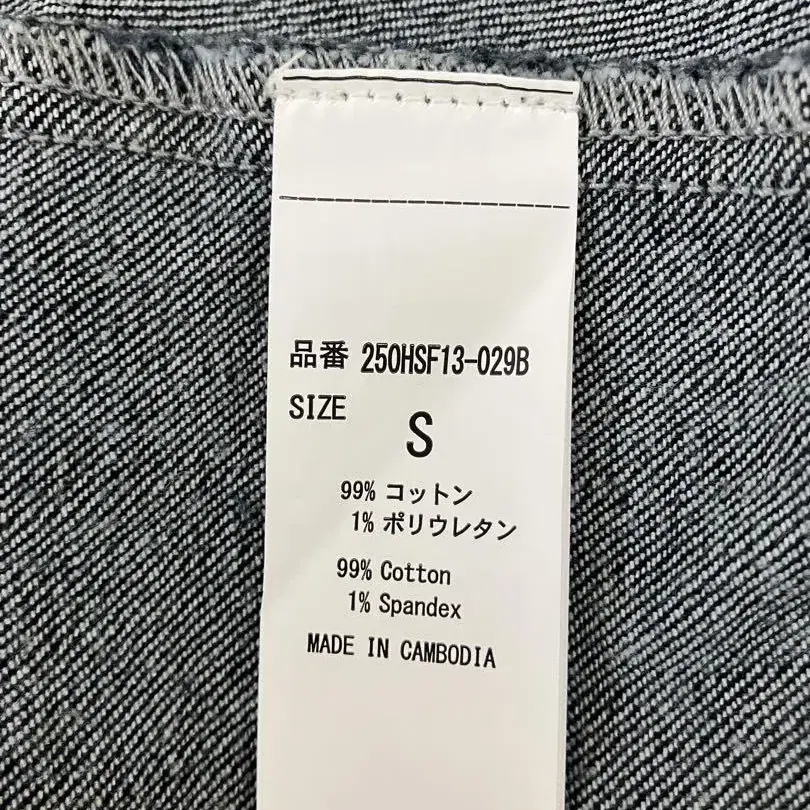 品番 250HSF13-029B
SIZE S
99% コットン
1% ポリウレタン
99% Cotton
1% Spandex
MADE IN CAMBODIA